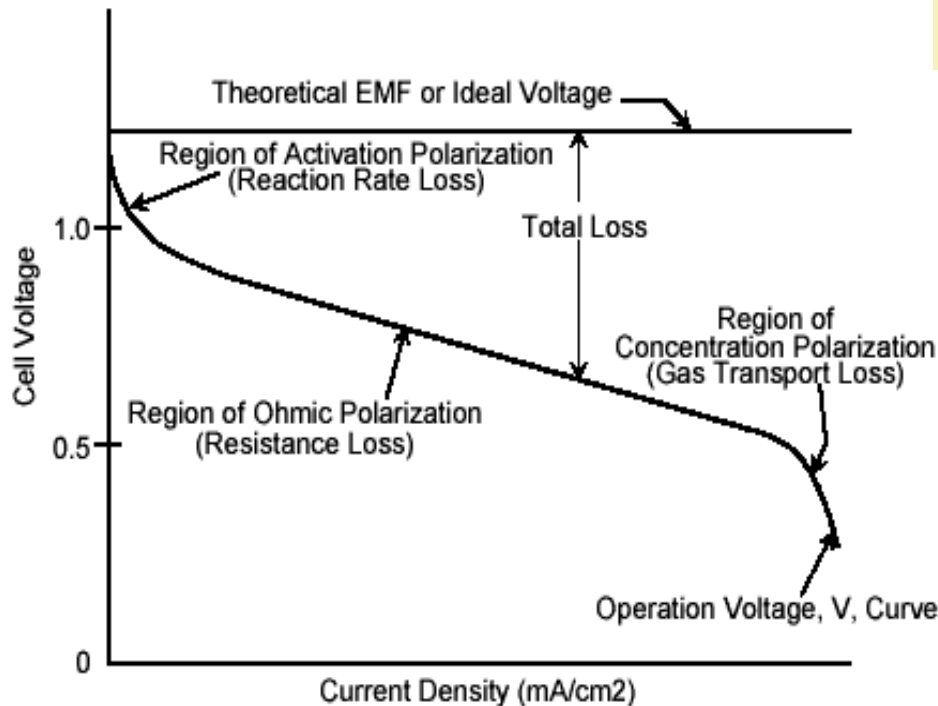 Theoretical EMF or Ideal Voltage
Region of Activation Polarization
(Reaction Rate Loss)
1.0
Total Loss
Cell Voltage
Region of
Concentration Polarization
(Gas Transport Loss)
Region of Ohmic Polarization
(Resistance Loss)
0.5
Operation Voltage, V, Curve
0
Current Density (mA/cm2)